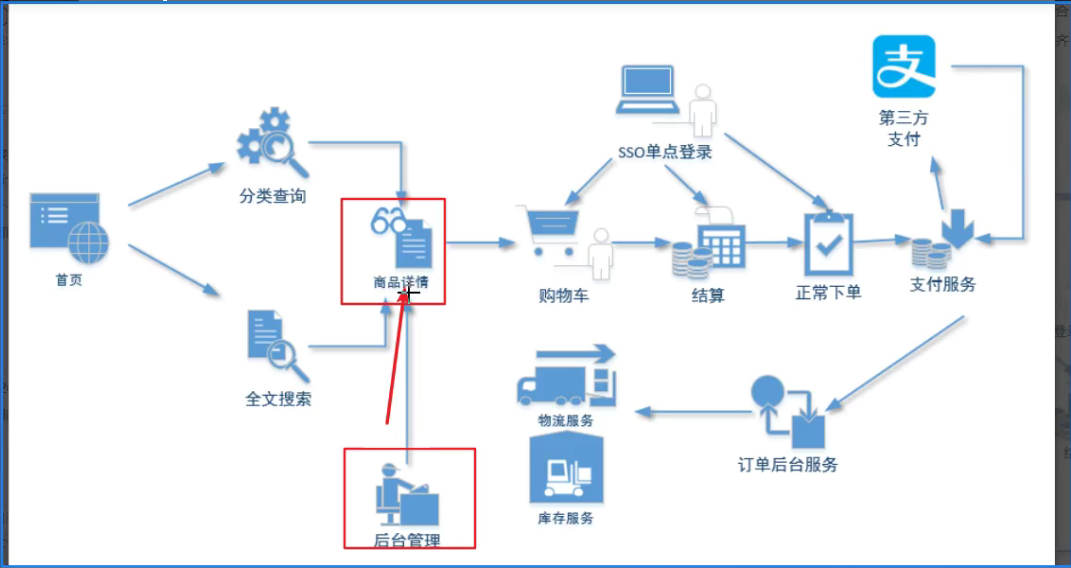 支
第三方
支付
SSO单点登录
分类查询
首页
商品详情
购物车
结算
正常下单
支付服务
全文搜索
物流服务
订单后台服务
库存服务
后台管理